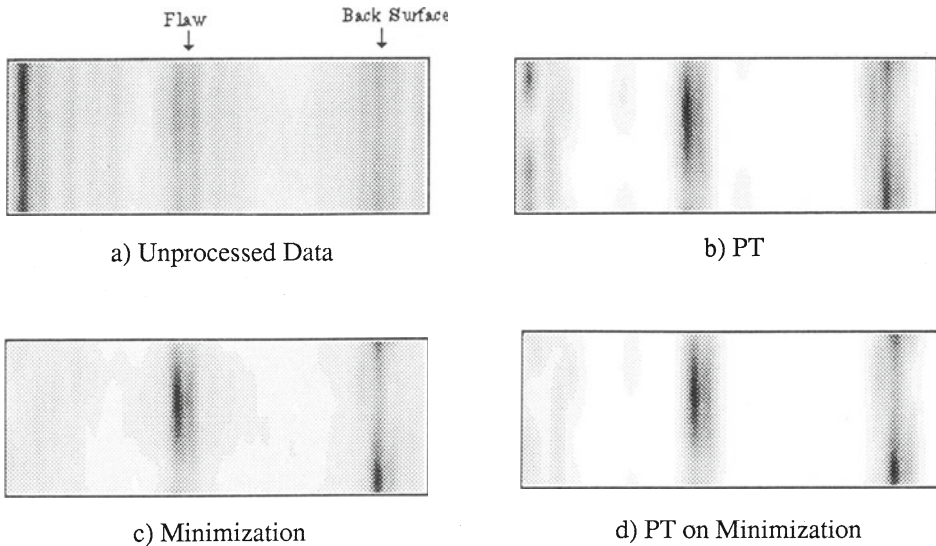 Flaw
Back Surface
a) Unprocessed Data
b) PT
c) Minimization
d) PT on Minimization